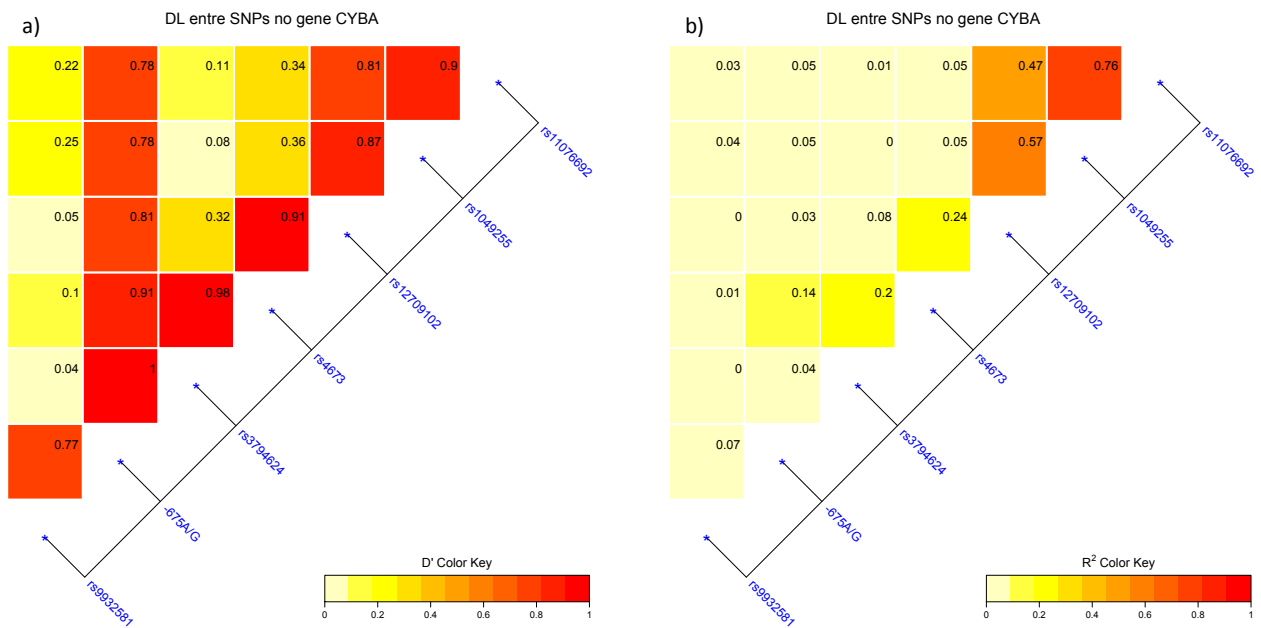 a)
DL entre SNPs no gene CYBA
0.22 0.78 0.11 0.34 0.81 0.9
0.25 0.78 0.08 0.36 0.87
0.05 0.81 0.32 0.91
0.1 0.91 0.98
0.04 1
0.77
* rs11076692
* rs1049255
* rs12709102
* rs4673
* rs3794624
* -675A/G
* rs9932581
D' Color Key
0 0.2 0.4 0.6 0.8 1
b)
DL entre SNPs no gene CYBA
0.03 0.05 0.01 0.05 0.47 0.76
0.04 0.05 0 0.05 0.57
0 0.03 0.08 0.24
0.01 0.14 0.2
0 0.04
0.07
* rs11076692
* rs1049255
* rs12709102
* rs4673
* rs3794624
* -675A/G
* rs9932581
R² Color Key
0 0.2 0.4 0.6 0.8 1